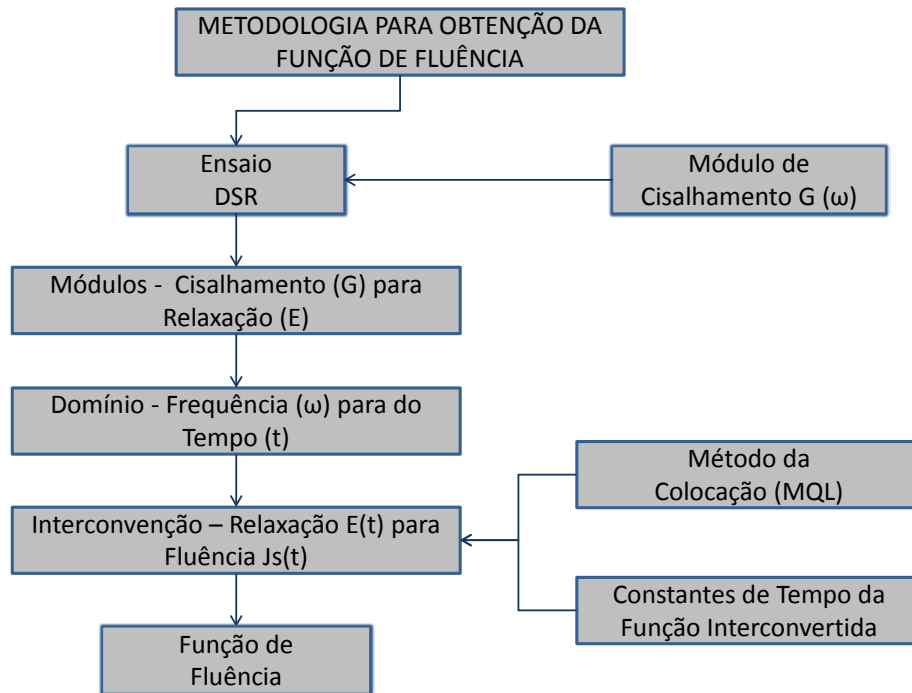 METODOLOGIA PARA OBTENÇÃO DA
FUNÇÃO DE FLUÊNCIA
Ensaio
DSR
Módulo de
Cisalhamento G (ω)
Módulos - Cisalhamento (G) para
Relaxação (E)
Domínio - Frequência (ω) para do
Tempo (t)
Método da
Colocação (MQL)
Interconvenção – Relaxação E(t) para
Fluência Js(t)
Constantes de Tempo da
Função Interconvertida
Função de
Fluência